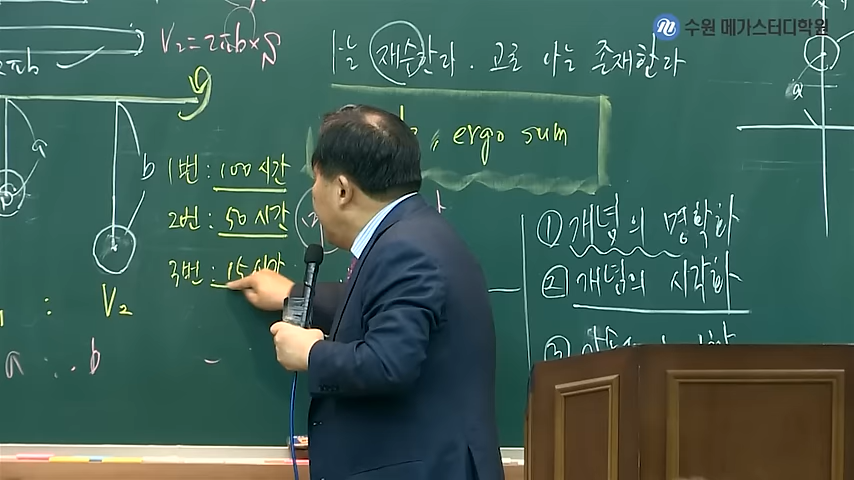 수원 메가스터디학원
V₂ = 2πb × S
2πb
나는 재수한다. 고로 나는 존재한다
a
ergo sum
a
b
1번 : 100시간
2번 : 50시간
3번 : 15시간
① 개념의 명확화
② 개념의 시각화
③
: V₂
a : b